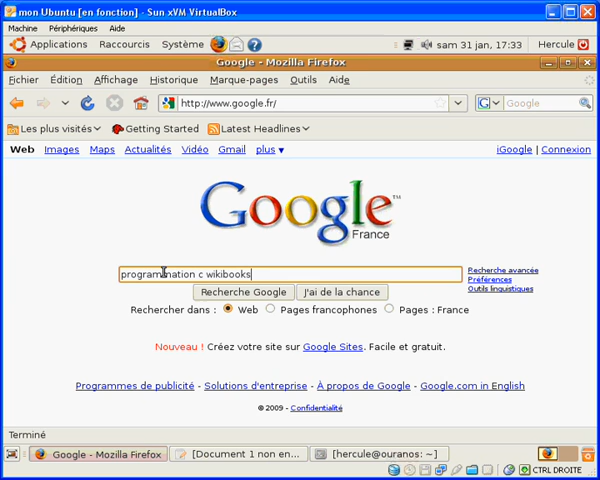 mon Ubuntu [en fonction] - Sun xVM VirtualBox
Machine Périphériques Aide
Applications Raccourcis Système sam 31 jan, 17:33 Hercule
Google - Mozilla Firefox
Fichier Édition Affichage Historique Marque-pages Outils Aide
http://www.google.fr/ G Google
Les plus visités Getting Started Latest Headlines
Web Images Maps Actualités Vidéo Gmail plus ▼ iGoogle | Connexion
Google™
France
programmation c wikibooks
Recherche avancée
Préférences
Outils linguistiques
Recherche Google J'ai de la chance
Rechercher dans : Web Pages francophones Pages : France
Nouveau ! Créez votre site sur Google Sites. Facile et gratuit.
Programmes de publicité - Solutions d'entreprise - À propos de Google - Google.com in English
© 2009 - Confidentialité
Terminé
Google - Mozilla Firefox [Document 1 non en... [hercule@ouranos: ~]
CTRL DROITE